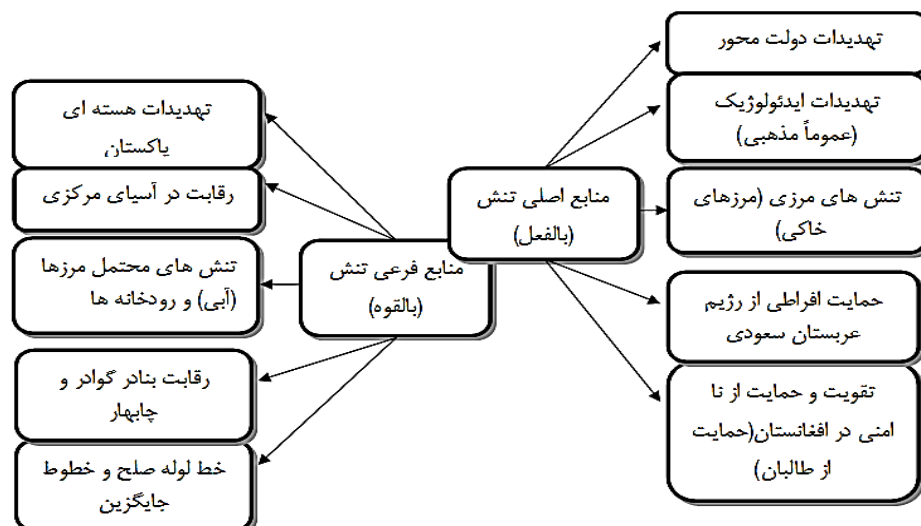 تهدیدات دولت محور
تهدیدات ایدئولوژیک
(عموماً مذهبی)
منابع اصلی تنش
(بالفعل)
تنش های مرزی (مرزهای
خاکی)
حمایت افراطی از رژیم
عربستان سعودی
تقویت و حمایت از نا
امنی در افغانستان(حمایت
از طالبان)
تهدیدات هسته ای
پاکستان
رقابت در آسیای مرکزی
منابع فرعی تنش
(بالقوه)
تنش های محتمل مرزها
(آبی) و رودخانه ها
رقابت بنادر گوادر و
چابهار
خط لوله صلح و خطوط
جایگزین